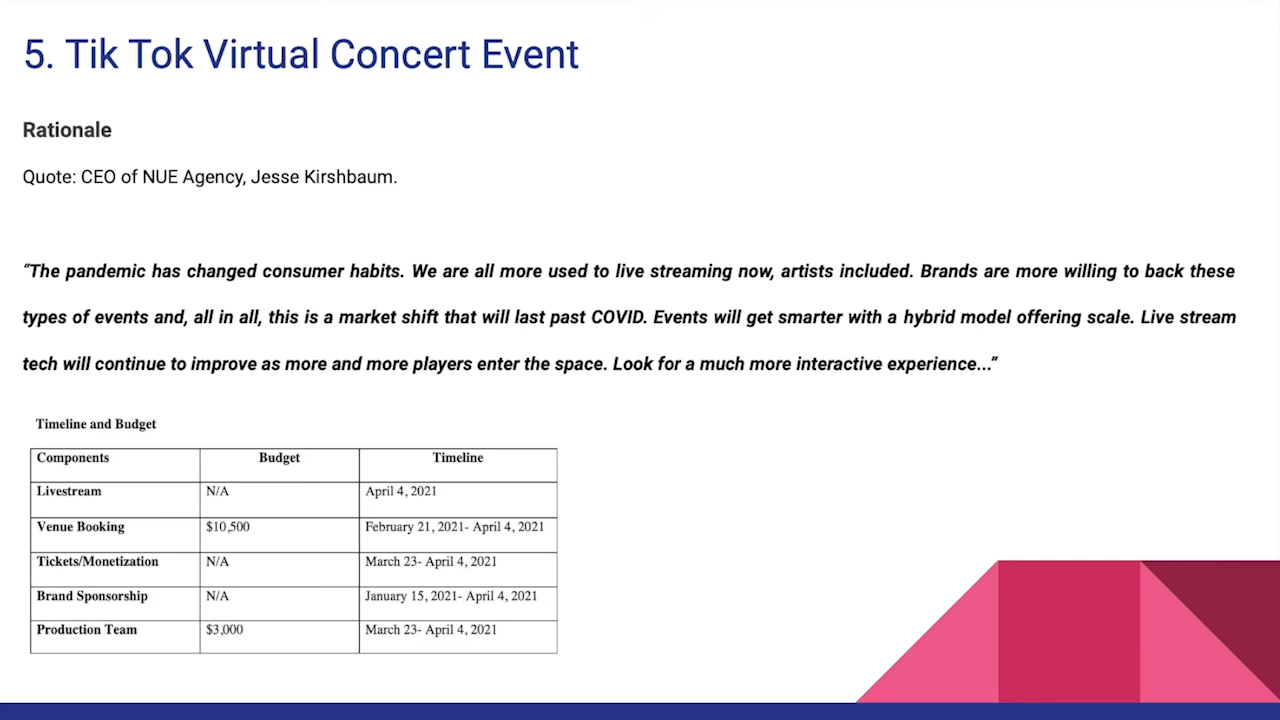 5. Tik Tok Virtual Concert Event
Rationale
Quote: CEO of NUE Agency, Jesse Kirshbaum.
“The pandemic has changed consumer habits. We are all more used to live streaming now, artists included. Brands are more willing to back these
types of events and, all in all, this is a market shift that will last past COVID. Events will get smarter with a hybrid model offering scale. Live stream
tech will continue to improve as more and more players enter the space. Look for a much more interactive experience...”
Timeline and Budget
Components Budget Timeline
Livestream N/A April 4, 2021
Venue Booking $10,500 February 21, 2021- April 4, 2021
Tickets/Monetization N/A March 23- April 4, 2021
Brand Sponsorship N/A January 15, 2021- April 4, 2021
Production Team $3,000 March 23- April 4, 2021